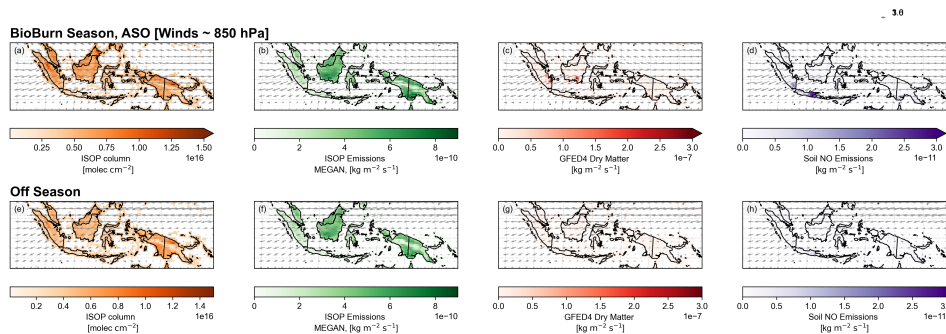 BioBurn Season, ASO [Winds ~ 850 hPa]
(a) (b) (c) (d)
0.25 0.75 1.25 1.50 0 2 4 6 8 0.0 0.5 1.0 1.5 2.0 2.5 3.0 0.0 0.5 1.0 1.5 2.0 2.5 3.0
ISOP column 1e16 ISOP Emissions 1e−10 GFED4 Dry Matter 1e−7 Soil NO Emissions 1e−11
[molec cm−2] MEGAN, [kg m−2 s−1] [kg m−2 s−1] [kg m−2 s−1]
Off Season
(e) (f) (g) (h)
0.2 0.4 0.6 0.8 1.0 1.2 1.4 0 2 4 6 8 0.0 0.5 1.0 1.5 2.0 2.5 3.0 0.0 0.5 1.0 1.5 2.0 2.5 3.0
ISOP column 1e16 ISOP Emissions 1e−10 GFED4 Dry Matter 1e−7 Soil NO Emissions 1e−11
[molec cm−2] MEGAN, [kg m−2 s−1] [kg m−2 s−1] [kg m−2 s−1]